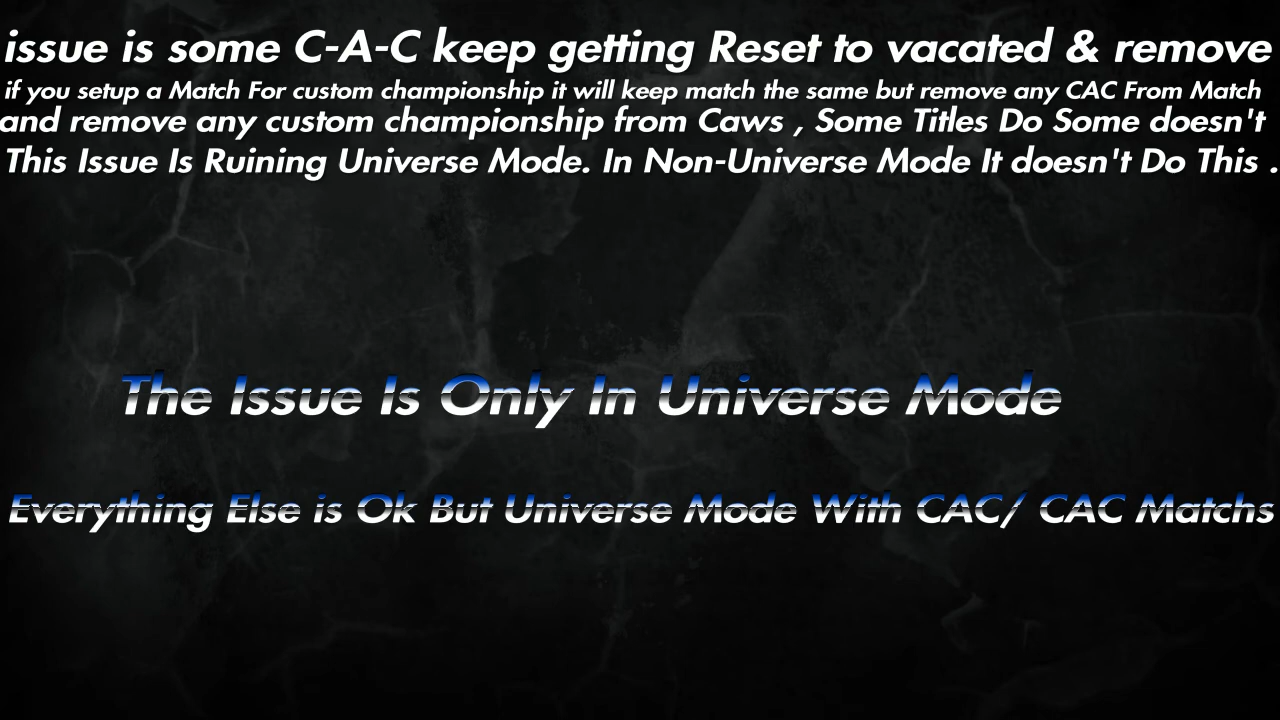 issue is some C-A-C keep getting Reset to vacated & remove
if you setup a Match For custom championship it will keep match the same but remove any CAC From Match
and remove any custom championship from Caws , Some Titles Do Some doesn't
This Issue Is Ruining Universe Mode. In Non-Universe Mode It doesn't Do This .
The Issue Is Only In Universe Mode
Everything Else is Ok But Universe Mode With CAC/ CAC Matchs